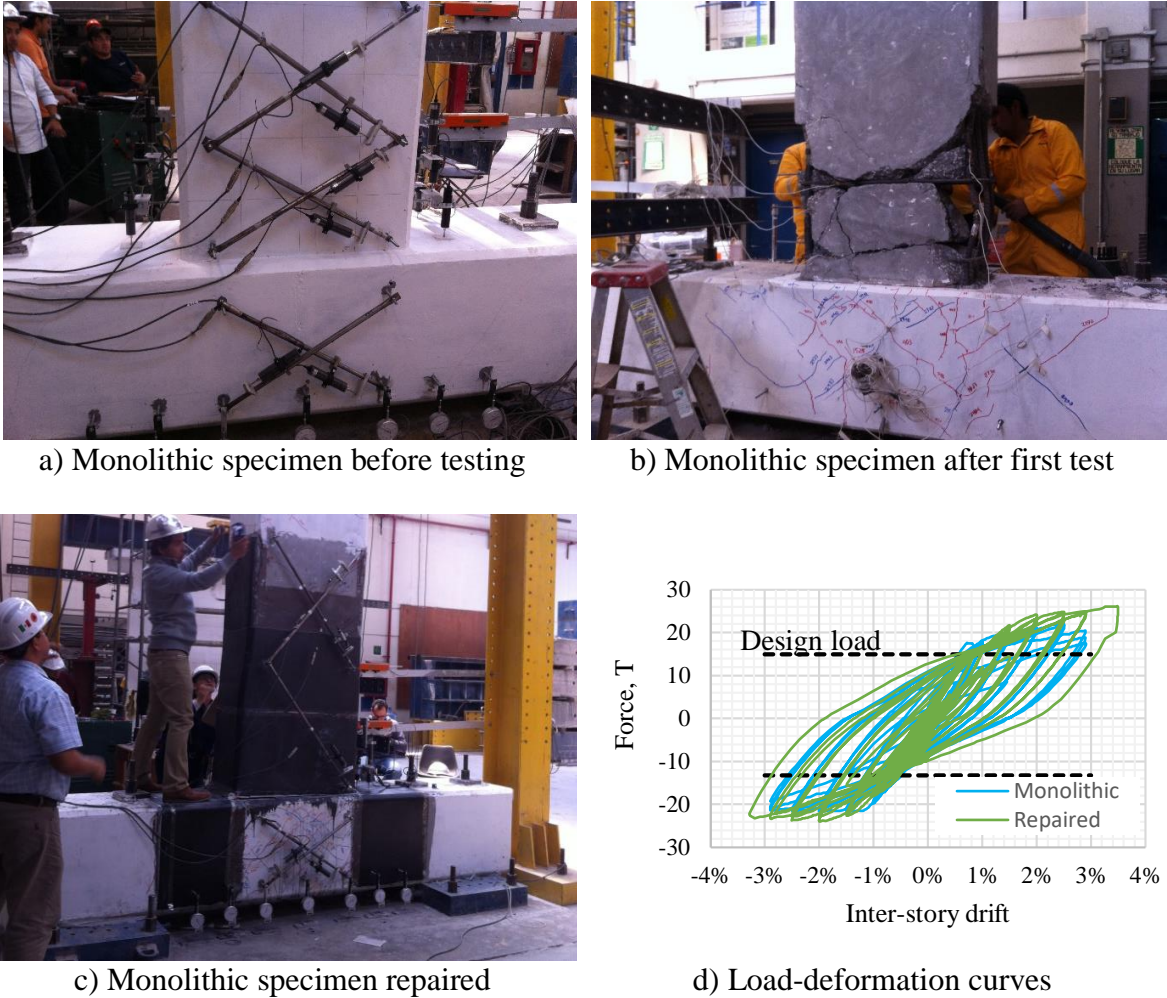 a) Monolithic specimen before testing
b) Monolithic specimen after first test
c) Monolithic specimen repaired
30
20
10
0
-10
-20
-30
Force, T
Design load
Monolithic
Repaired
-4% -3% -2% -1% 0% 1% 2% 3% 4%
Inter-story drift
d) Load-deformation curves